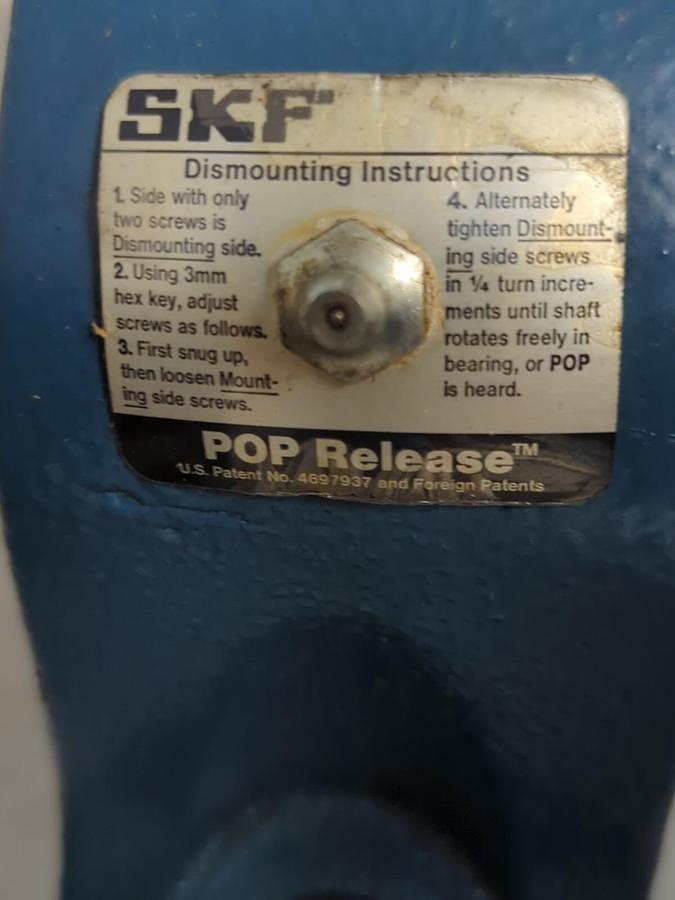 SKF
Dismounting Instructions
1. Side with only
two screws is
Dismounting side.
2. Using 3mm
hex key, adjust
screws as follows.
3. First snug up,
then loosen Mount-
ing side screws.
4. Alternately
tighten Dismount-
ing side screws
in ¼ turn incre-
ments until shaft
rotates freely in
bearing, or POP
is heard.
POP Release™
U.S. Patent No. 4697937 and Foreign Patents